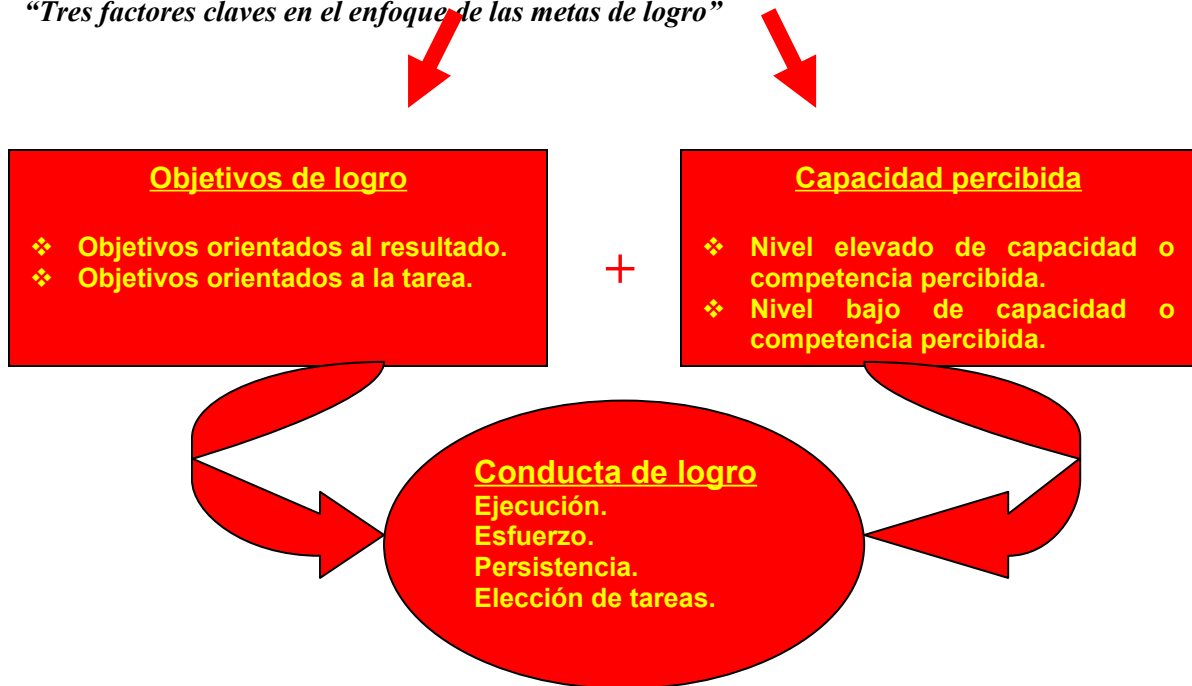 “Tres factores claves en el enfoque de las metas de logro”
Objetivos de logro
❖ Objetivos orientados al resultado.
❖ Objetivos orientados a la tarea.
+
Capacidad percibida
❖ Nivel elevado de capacidad o
competencia percibida.
❖ Nivel bajo de capacidad o
competencia percibida.
Conducta de logro
Ejecución.
Esfuerzo.
Persistencia.
Elección de tareas.